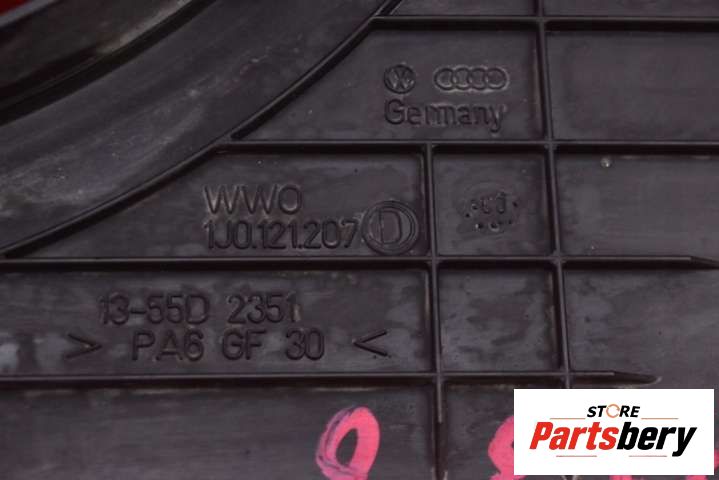 Germany
WWO
1J0.121.207 D
13-55D 2351
> PA6 GF 30 <
STORE
Partsbery